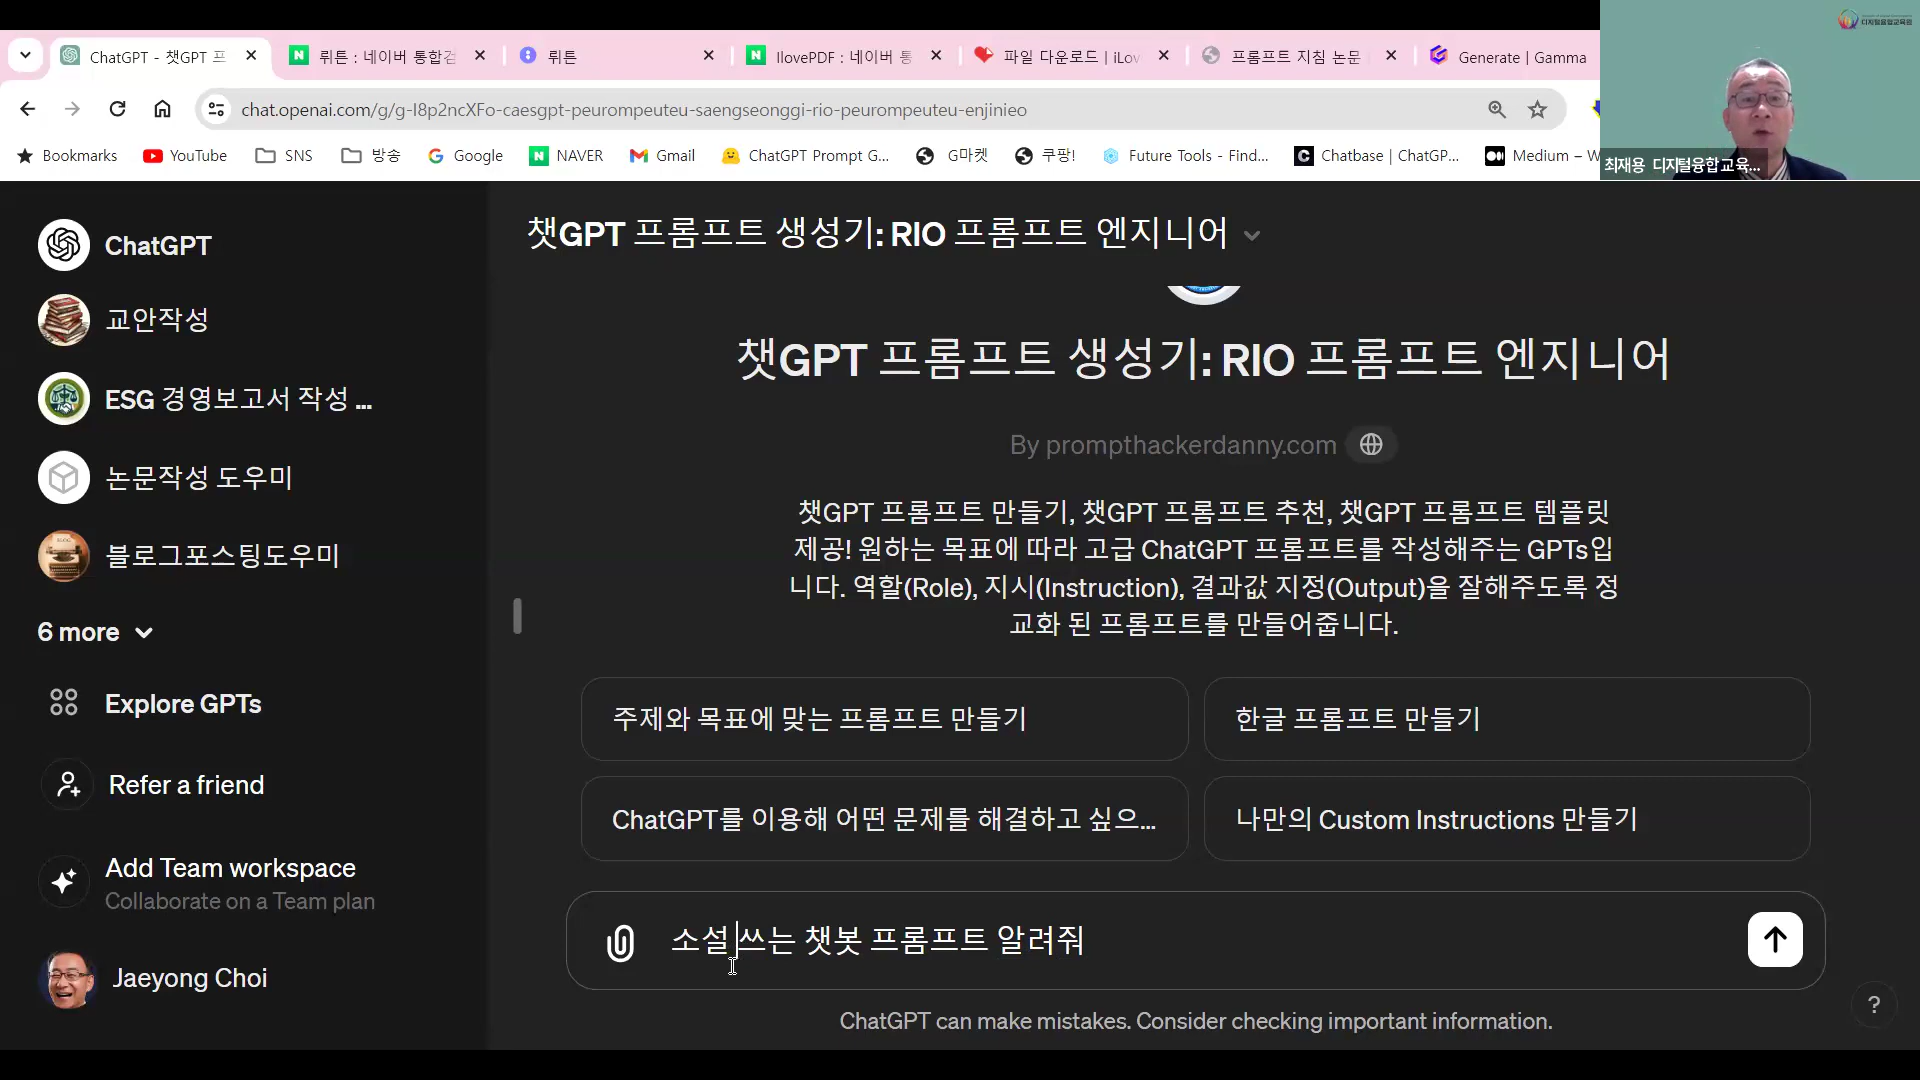 ChatGPT - 챗GPT 프
뤼튼 : 네이버 통합검
뤼튼
IlovePDF : 네이버 통
파일 다운로드 | iLov
프롬프트 지침 논문
Generate | Gamma
디지털융합교육원
chat.openai.com/g/g-I8p2ncXFo-caesgpt-peurompeuteu-saengseonggi-rio-peurompeuteu-enjinieo
Bookmarks
YouTube
SNS
방송
Google
NAVER
Gmail
ChatGPT Prompt G...
G마켓
쿠팡!
Future Tools - Find...
Chatbase | ChatGP...
Medium – W
최재용 디지털융합교육...
ChatGPT
교안작성
ESG 경영보고서 작성 ...
논문작성 도우미
블로그포스팅도우미
6 more
Explore GPTs
Refer a friend
Add Team workspace
Collaborate on a Team plan
Jaeyong Choi
챗GPT 프롬프트 생성기: RIO 프롬프트 엔지니어
챗GPT 프롬프트 생성기: RIO 프롬프트 엔지니어
By prompthackerdanny.com
챗GPT 프롬프트 만들기, 챗GPT 프롬프트 추천, 챗GPT 프롬프트 템플릿
제공! 원하는 목표에 따라 고급 ChatGPT 프롬프트를 작성해주는 GPTs입
니다. 역할(Role), 지시(Instruction), 결과값 지정(Output)을 잘해주도록 정
교화 된 프롬프트를 만들어줍니다.
주제와 목표에 맞는 프롬프트 만들기
한글 프롬프트 만들기
ChatGPT를 이용해 어떤 문제를 해결하고 싶으...
나만의 Custom Instructions 만들기
소설 쓰는 챗봇 프롬프트 알려줘
ChatGPT can make mistakes. Consider checking important information.
?